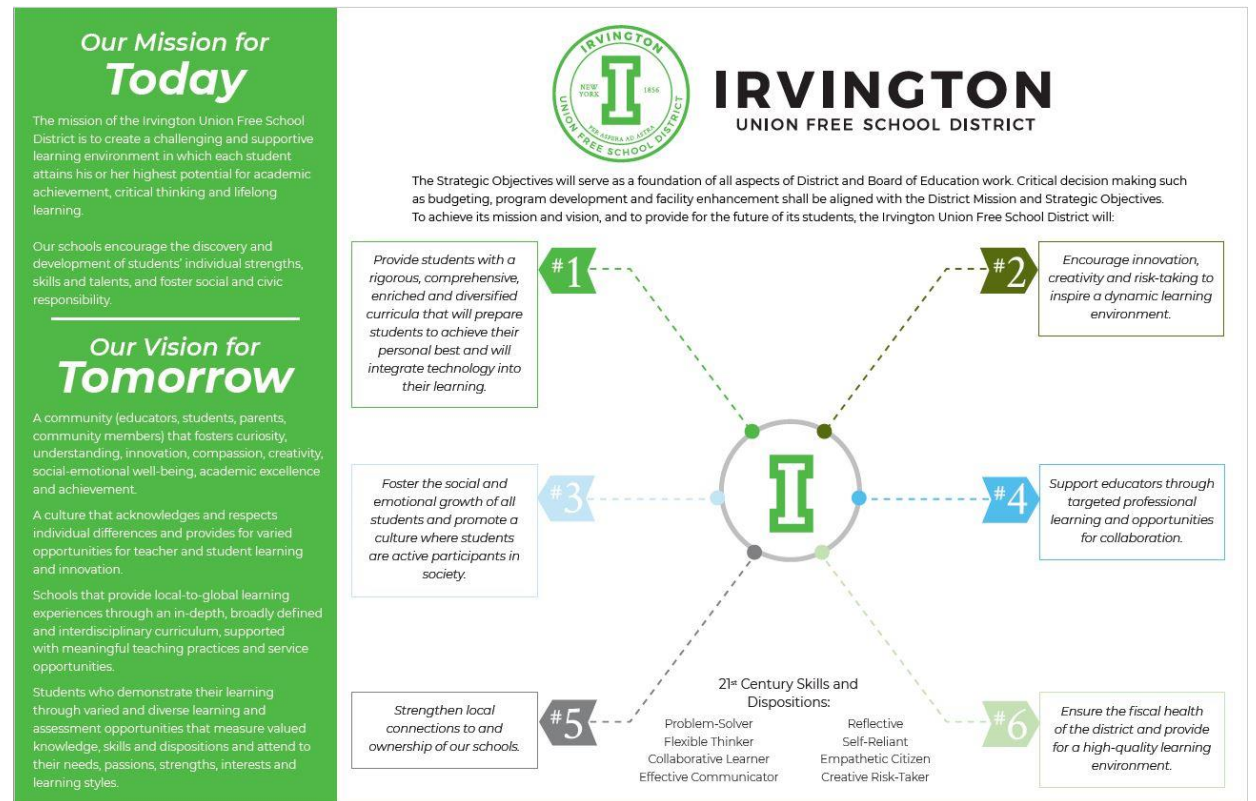 Our Mission for
Today
The mission of the Irvington Union Free School
District is to create a challenging and supportive
learning environment in which each student
attains his or her highest potential for academic
achievement, critical thinking and lifelong
learning.
Our schools encourage the discovery and
development of students' individual strengths,
skills and talents, and foster social and civic
responsibility.
Our Vision for
Tomorrow
A community (educators, students, parents,
community members) that fosters curiosity,
understanding, innovation, compassion, creativity,
social-emotional well-being, academic excellence
and achievement.
A culture that acknowledges and respects
individual differences and provides for varied
opportunities for teacher and student learning
and innovation.
Schools that provide local-to-global learning
experiences through an in-depth, broadly defined
and interdisciplinary curriculum, supported
with meaningful teaching practices and service
opportunities.
Students who demonstrate their learning
through varied and diverse learning and
assessment opportunities that measure valued
knowledge, skills and dispositions and attend to
their needs, passions, strengths, interests and
learning styles.
IRVINGTON
UNION FREE SCHOOL DISTRICT
NEW YORK
I
1856
PER ASPERA AD ASTRA
IRVINGTON
UNION FREE SCHOOL DISTRICT
The Strategic Objectives will serve as a foundation of all aspects of District and Board of Education work. Critical decision making such
as budgeting, program development and facility enhancement shall be aligned with the District Mission and Strategic Objectives.
To achieve its mission and vision, and to provide for the future of its students, the Irvington Union Free School District will:
#1
Provide students with a
rigorous, comprehensive,
enriched and diversified
curricula that will prepare
students to achieve their
personal best and will
integrate technology into
their learning.
#2
Encourage innovation,
creativity and risk-taking to
inspire a dynamic learning
environment.
#3
Foster the social and
emotional growth of all
students and promote a
culture where students
are active participants in
society.
I
#4
Support educators through
targeted professional
learning and opportunities
for collaboration.
#5
Strengthen local
connections to and
ownership of our schools.
21st Century Skills and
Dispositions:
Problem-Solver
Flexible Thinker
Collaborative Learner
Effective Communicator
Reflective
Self-Reliant
Empathetic Citizen
Creative Risk-Taker
#6
Ensure the fiscal health
of the district and provide
for a high-quality learning
environment.